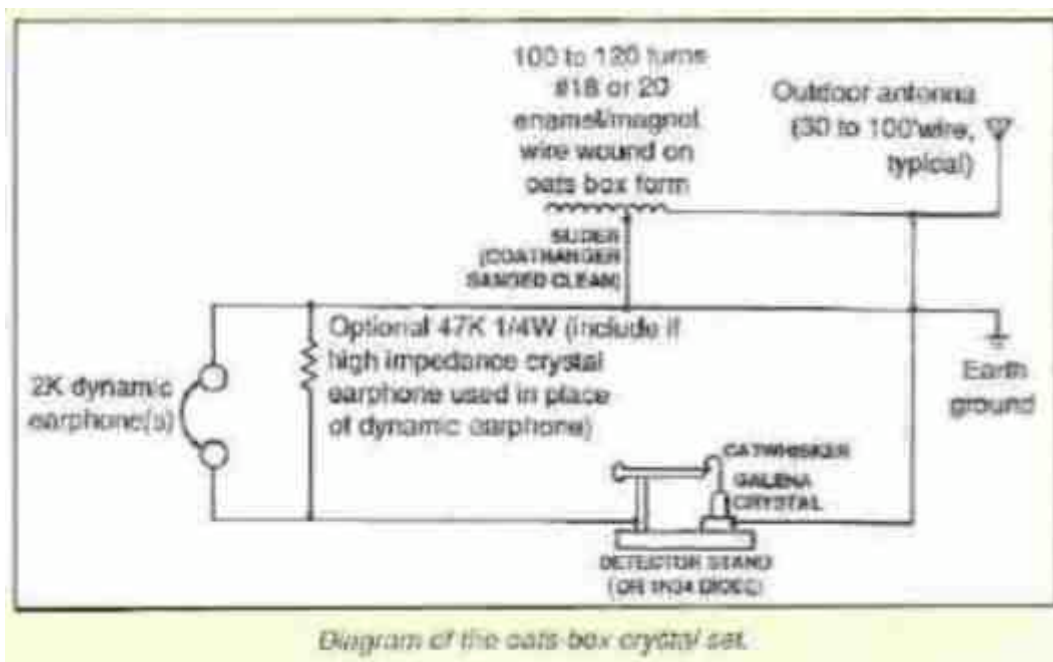 100 to 120 turns
#18 or 20
enamel/magnet
wire wound on
oats box form
Outdoor antenna
(30 to 100'wire,
typical)
SLIDER
(COATHANGER
SANDED CLEAN)
Optional 47K 1/4W (include if
high impedance crystal
earphone used in place
of dynamic earphone)
2K dynamic
earphone(s)
Earth
ground
CATWHISKER
GALENA
CRYSTAL
DETECTOR STAND
(OR 1N34 DIODE)
Diagram of the oats-box crystal set.